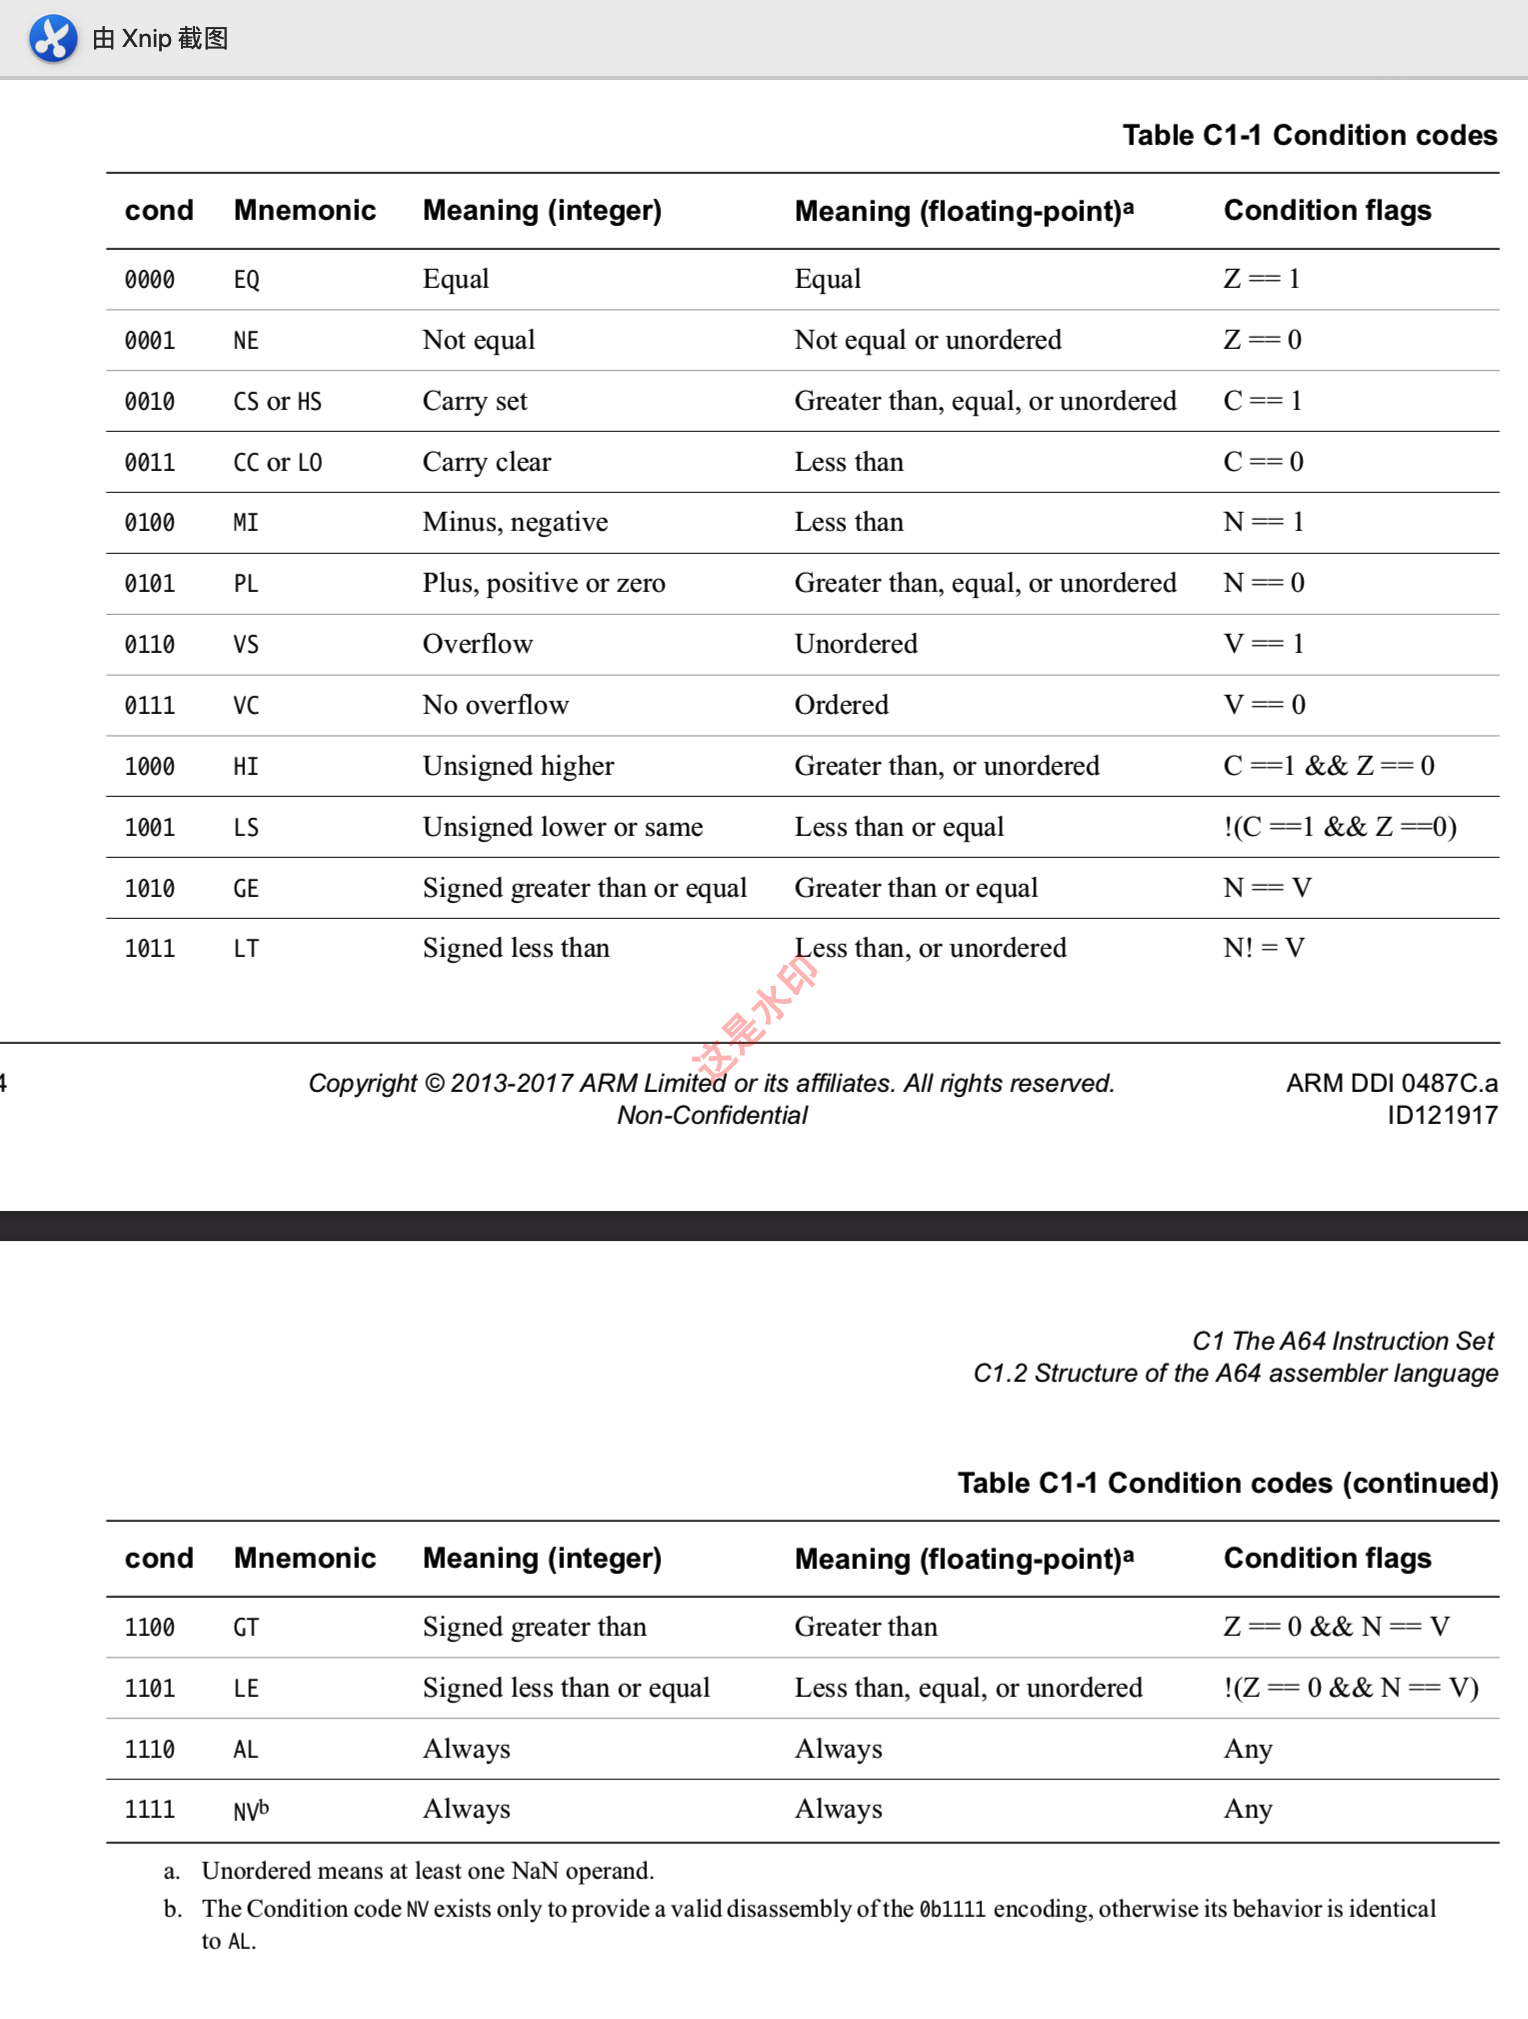 由 Xnip 截图
Table C1-1 Condition codes
cond Mnemonic Meaning (integer) Meaning (floating-point)a Condition flags
0000 EQ Equal Equal Z == 1
0001 NE Not equal Not equal or unordered Z == 0
0010 CS or HS Carry set Greater than, equal, or unordered C == 1
0011 CC or LO Carry clear Less than C == 0
0100 MI Minus, negative Less than N == 1
0101 PL Plus, positive or zero Greater than, equal, or unordered N == 0
0110 VS Overflow Unordered V == 1
0111 VC No overflow Ordered V == 0
1000 HI Unsigned higher Greater than, or unordered C ==1 && Z == 0
1001 LS Unsigned lower or same Less than or equal !(C ==1 && Z ==0)
1010 GE Signed greater than or equal Greater than or equal N == V
1011 LT Signed less than Less than, or unordered N! = V
这是水印
4 Copyright © 2013-2017 ARM Limited or its affiliates. All rights reserved. ARM DDI 0487C.a
Non-Confidential ID121917
C1 The A64 Instruction Set
C1.2 Structure of the A64 assembler language
Table C1-1 Condition codes (continued)
cond Mnemonic Meaning (integer) Meaning (floating-point)a Condition flags
1100 GT Signed greater than Greater than Z == 0 && N == V
1101 LE Signed less than or equal Less than, equal, or unordered !(Z == 0 && N == V)
1110 AL Always Always Any
1111 NVb Always Always Any
a. Unordered means at least one NaN operand.
b. The Condition code NV exists only to provide a valid disassembly of the 0b1111 encoding, otherwise its behavior is identical
to AL.